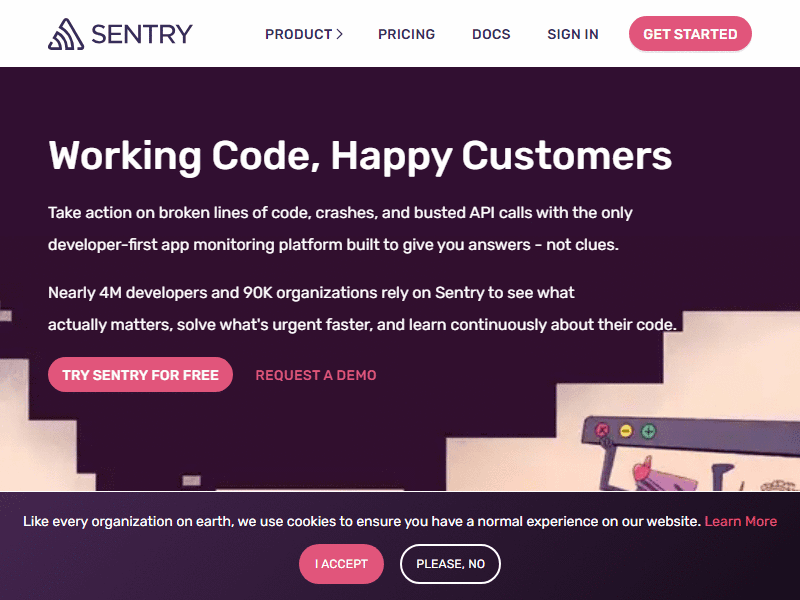 SENTRY
PRODUCT
PRICING
DOCS
SIGN IN
GET STARTED
Working Code, Happy Customers
Take action on broken lines of code, crashes, and busted API calls with the only
developer-first app monitoring platform built to give you answers - not clues.
Nearly 4M developers and 90K organizations rely on Sentry to see what
actually matters, solve what's urgent faster, and learn continuously about their code.
TRY SENTRY FOR FREE
REQUEST A DEMO
Like every organization on earth, we use cookies to ensure you have a normal experience on our website. Learn More
I ACCEPT
PLEASE, NO